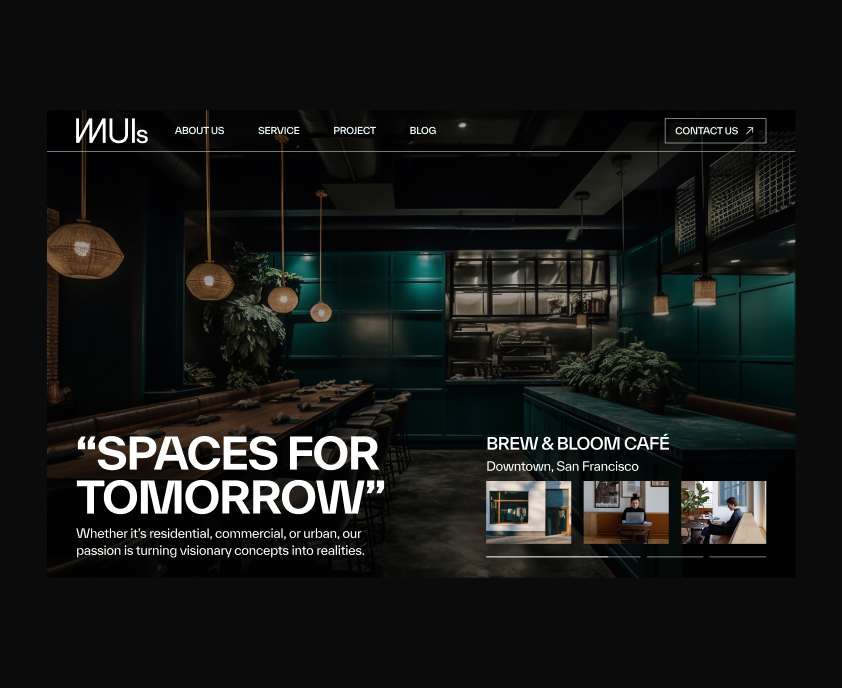 WUls
ABOUT US
SERVICE
PROJECT
BLOG
CONTACT US
“SPACES FOR
TOMORROW”
Whether it’s residential, commercial, or urban, our
passion is turning visionary concepts into realities.
BREW & BLOOM CAFÉ
Downtown, San Francisco